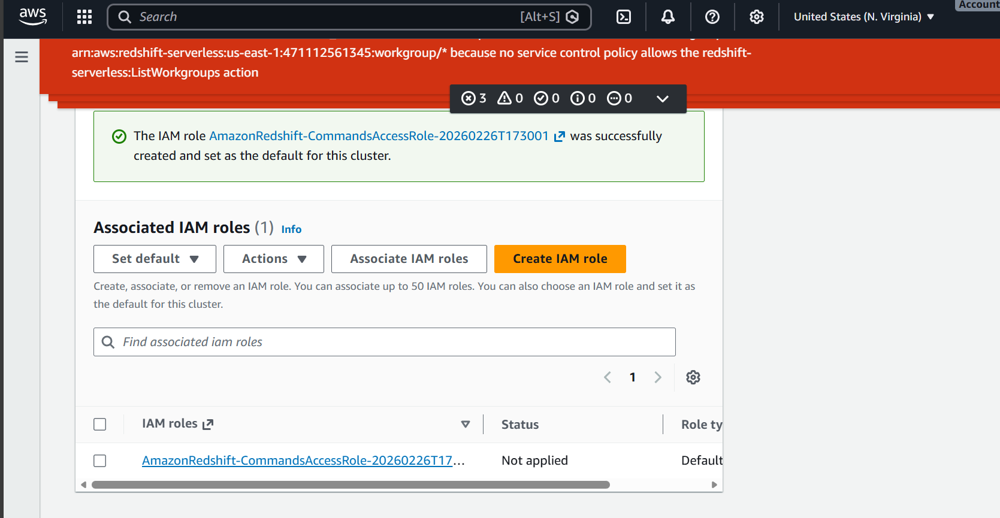 aws
Search
[Alt+S]
United States (N. Virginia)
Account
arn:aws:redshift-serverless:us-east-1:471112561345:workgroup/* because no service control policy allows the redshift-
serverless:ListWorkgroups action
3 0 0 0 0
The IAM role AmazonRedshift-CommandsAccessRole-20260226T173001 was successfully
created and set as the default for this cluster.
Associated IAM roles (1) Info
Set default
Actions
Associate IAM roles
Create IAM role
Create, associate, or remove an IAM role. You can associate up to 50 IAM roles. You can also choose an IAM role and set it as
the default for this cluster.
Find associated iam roles
1
IAM roles Status Role ty
AmazonRedshift-CommandsAccessRole-20260226T17... Not applied Default